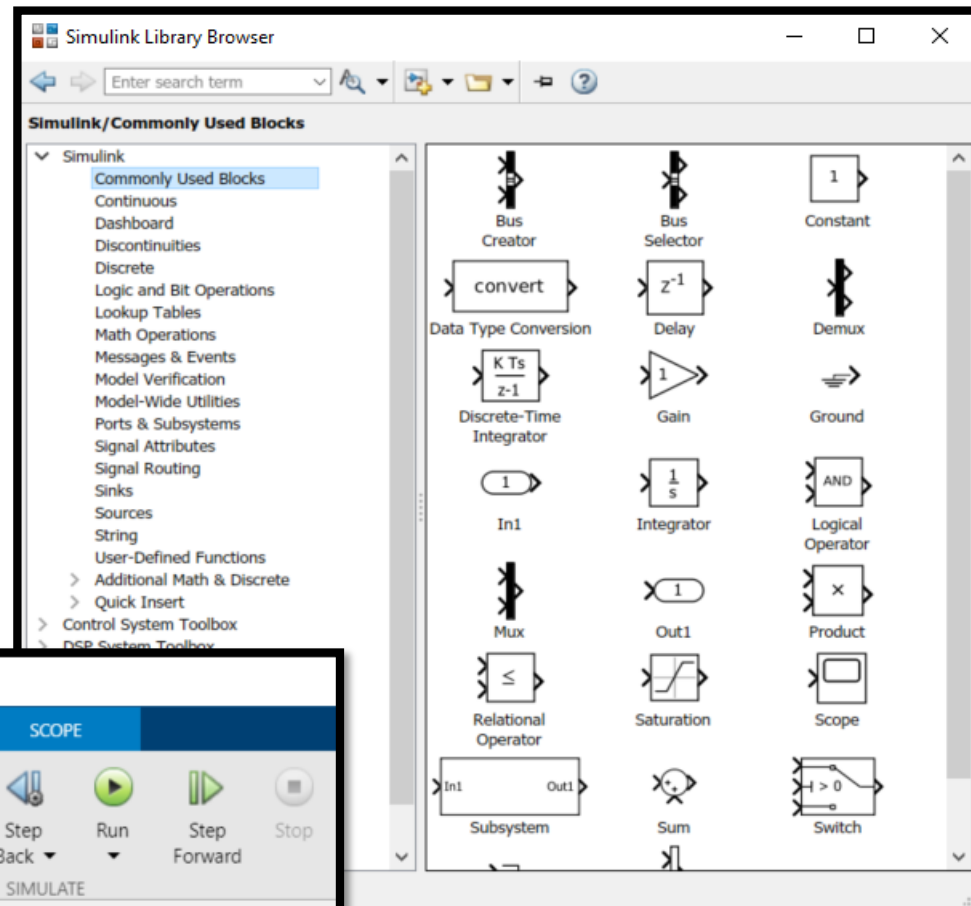 Simulink Library Browser
Enter search term
Simulink/Commonly Used Blocks
Simulink
Commonly Used Blocks
Continuous
Dashboard
Discontinuities
Discrete
Logic and Bit Operations
Lookup Tables
Math Operations
Messages & Events
Model Verification
Model-Wide Utilities
Ports & Subsystems
Signal Attributes
Signal Routing
Sinks
Sources
String
User-Defined Functions
Additional Math & Discrete
Quick Insert
Control System Toolbox
DSP System Toolbox
1
Bus Creator
Bus Selector
Constant
convert
z-1
Data Type Conversion
Delay
Demux
K Ts
z-1
1
Discrete-Time Integrator
Gain
Ground
1
1
s
AND
In1
Integrator
Logical Operator
1
×
Mux
Out1
Product
≤
Relational Operator
Saturation
Scope
In1
Out1
+
+
> 0
Subsystem
Sum
Switch
SCOPE
Step Back
Run
Step Forward
Stop
SIMULATE